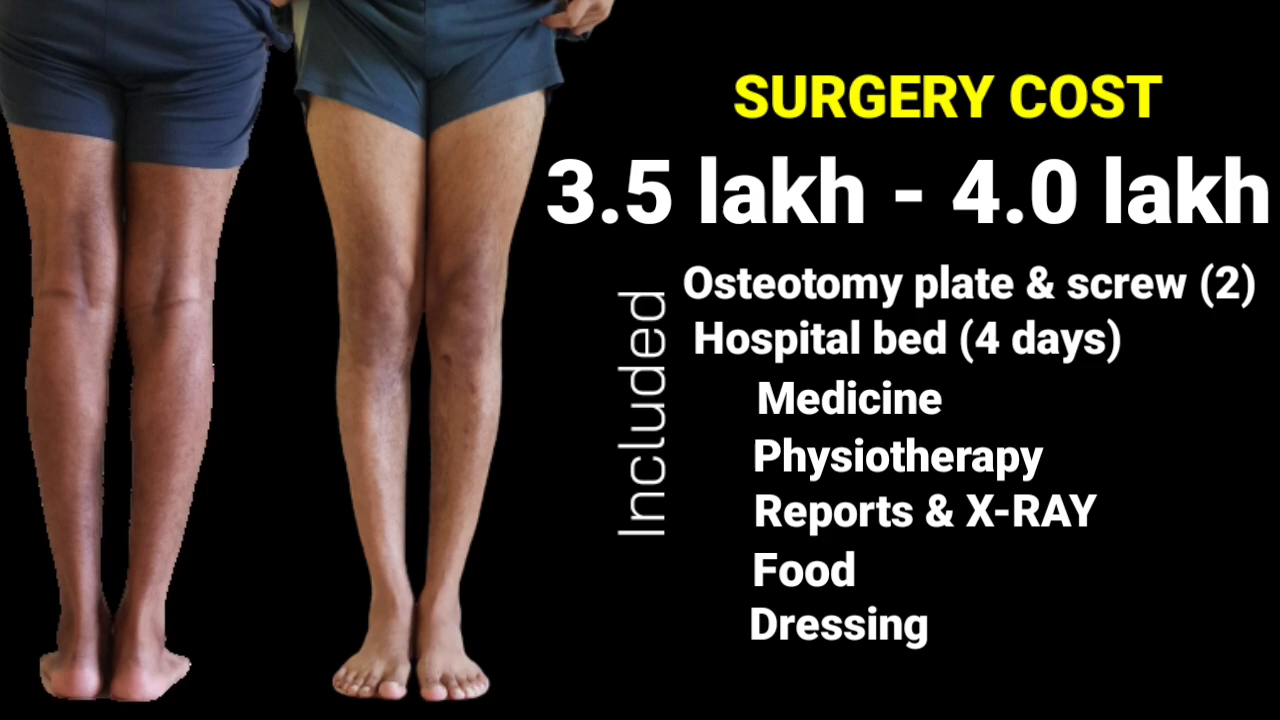 SURGERY COST
3.5 lakh - 4.0 lakh
Included
Osteotomy plate & screw (2)
Hospital bed (4 days)
Medicine
Physiotherapy
Reports & X-RAY
Food
Dressing